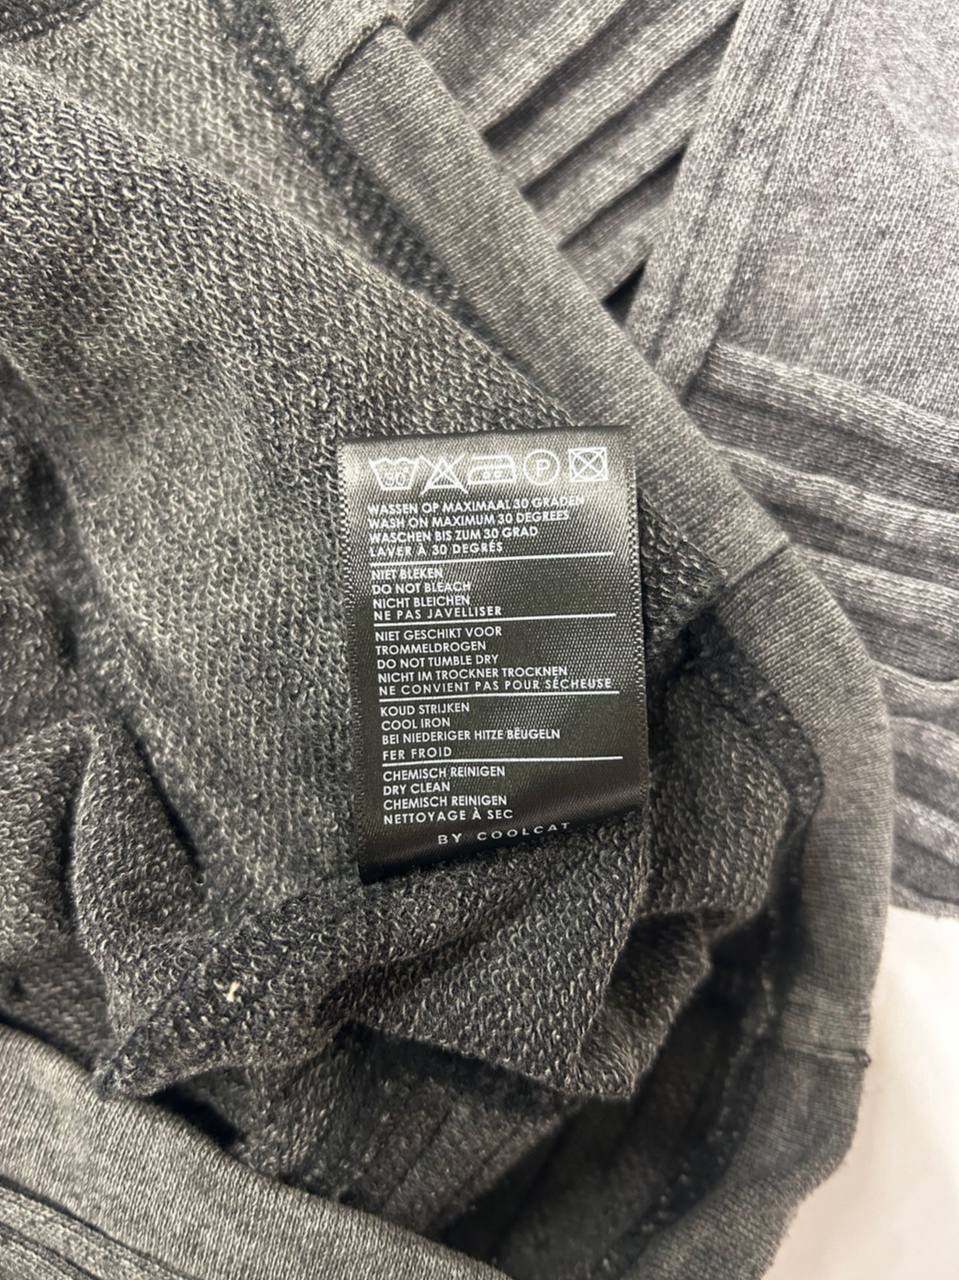 30 P
WASSEN OP MAXIMAAL 30 GRADEN
WASH ON MAXIMUM 30 DEGREES
WASCHEN BIS ZUM 30 GRAD
LAVER À 30 DEGRÉS
NIET BLEKEN
DO NOT BLEACH
NICHT BLEICHEN
NE PAS JAVELLISER
NIET GESCHIKT VOOR
TROMMELDROGEN
DO NOT TUMBLE DRY
NICHT IM TROCKNER TROCKNEN
NE CONVIENT PAS POUR SÉCHEUSE
KOUD STRIJKEN
COOL IRON
BEI NIEDERIGER HITZE BËUGELN
FER FROID
CHEMISCH REINIGEN
DRY CLEAN
CHEMISCH REINIGEN
NETTOYAGE À SEC
BY COOLCAT